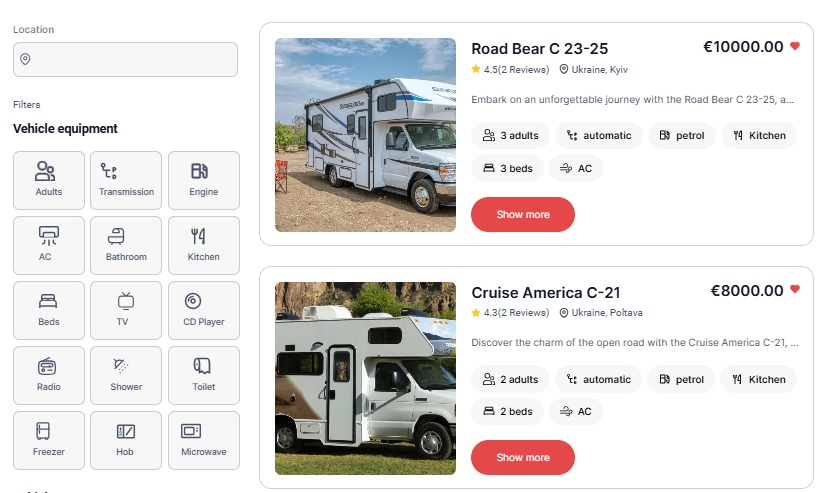 Location
Filters
Vehicle equipment
Adults
Transmission
Engine
AC
Bathroom
Kitchen
Beds
TV
CD Player
Radio
Shower
Toilet
Freezer
Hob
Microwave
Road Bear C 23-25
€10000.00
4.5(2 Reviews) Ukraine, Kyiv
Embark on an unforgettable journey with the Road Bear C 23-25, a...
3 adults automatic petrol Kitchen
3 beds AC
Show more
Cruise America C-21
€8000.00
4.3(2 Reviews) Ukraine, Poltava
Discover the charm of the open road with the Cruise America C-21, ...
2 adults automatic petrol Kitchen
2 beds AC
Show more